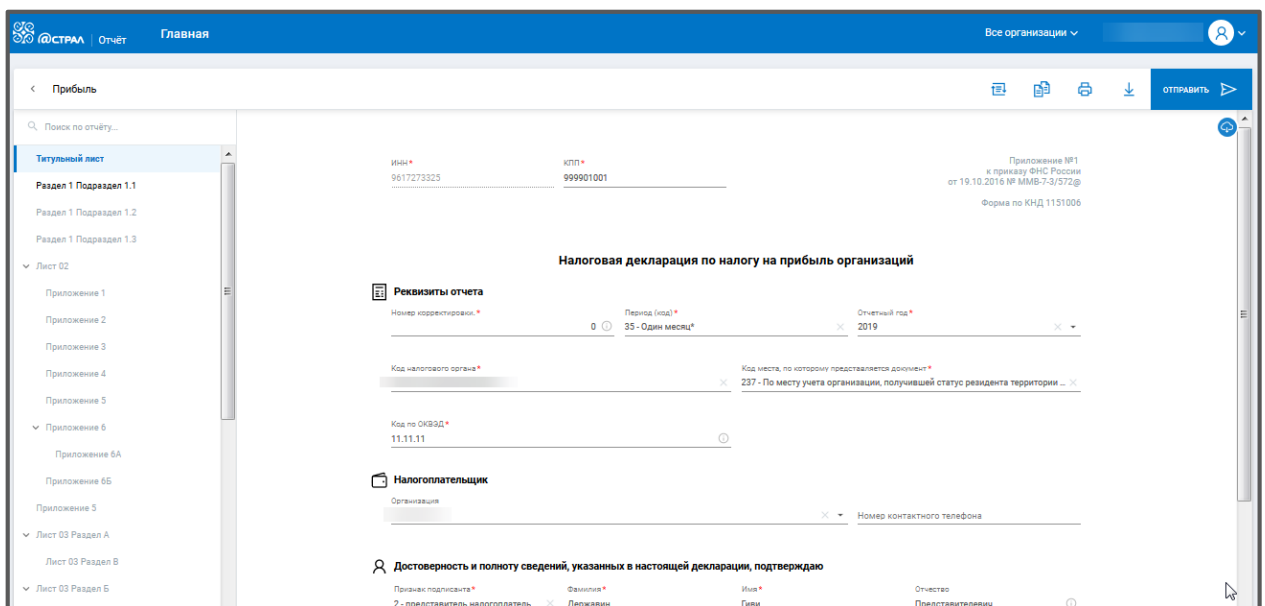 @СТРАЛ | Отчёт
Главная
Все организации
Прибыль
ОТПРАВИТЬ
Поиск по отчёту...
Титульный лист
Раздел 1 Подраздел 1.1
Раздел 1 Подраздел 1.2
Раздел 1 Подраздел 1.3
Лист 02
Приложение 1
Приложение 2
Приложение 3
Приложение 4
Приложение 5
Приложение 6
Приложение 6А
Приложение 6Б
Приложение 5
Лист 03 Раздел А
Лист 03 Раздел В
Лист 03 Раздел Б
ИНН* КПП*
9617273325 999901001
Приложение №1
к приказу ФНС России
от 19.10.2016 № ММВ-7-3/572@
Форма по КНД 1151006
Налоговая декларация по налогу на прибыль организаций
Реквизиты отчета
Номер корректировки.* Период (код)* Отчетный год*
0 35 - Один месяц* 2019
Код налогового органа* Код места, по которому представляется документ*
237 - По месту учета организации, получившей статус резидента территории ...
Код по ОКВЭД*
11.11.11
Налогоплательщик
Организация
Номер контактного телефона
Достоверность и полноту сведений, указанных в настоящей декларации, подтверждаю
Признак подписанта* Фамилия* Имя* Отчество
2 - представитель налогоплатель Державин Гиви Представителевич